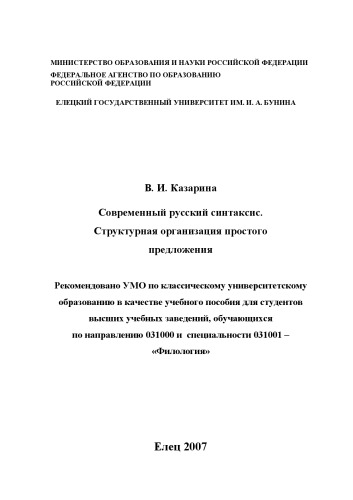 МИНИСТЕРСТВО ОБРАЗОВАНИЯ И НАУКИ РОССИЙСКОЙ ФЕДЕРАЦИИ
ФЕДЕРАЛЬНОЕ АГЕНСТВО ПО ОБРАЗОВАНИЮ
РОССИЙСКОЙ ФЕДЕРАЦИИ
ЕЛЕЦКИЙ ГОСУДАРСТВЕННЫЙ УНИВЕРСИТЕТ ИМ. И. А. БУНИНА
В. И. Казарина
Современный русский синтаксис.
Структурная организация простого
предложения
Рекомендовано УМО по классическому университетскому
образованию в качестве учебного пособия для студентов
высших учебных заведений, обучающихся
по направлению 031000 и специальности 031001 –
«Филология»
Елец 2007